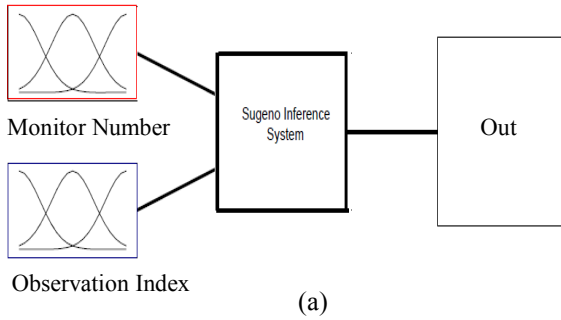 Monitor Number
Sugeno Inference
System
Out
Observation Index
(a)